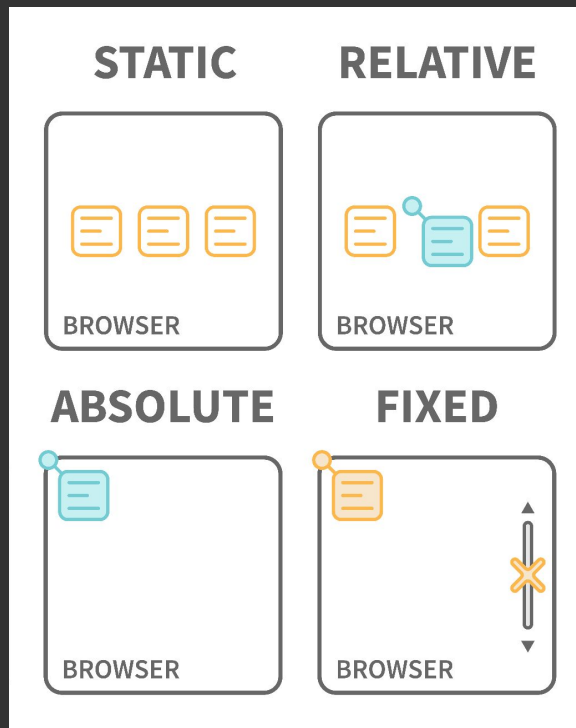 STATIC
RELATIVE
BROWSER
BROWSER
ABSOLUTE
FIXED
BROWSER
BROWSER